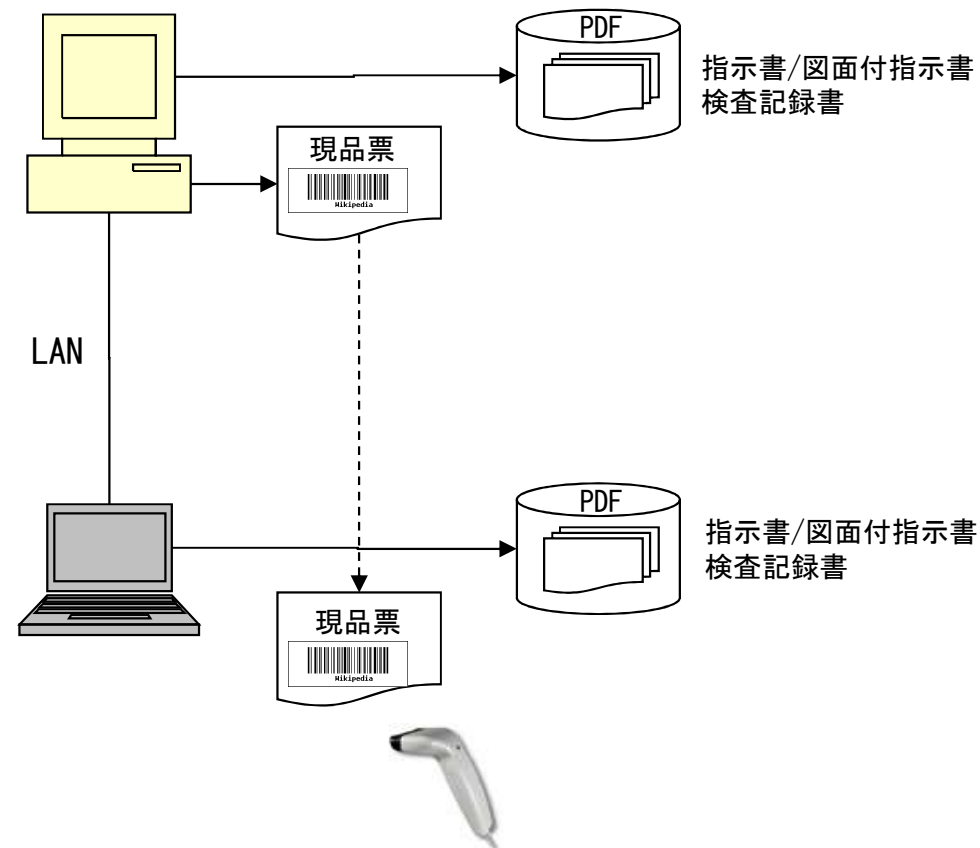 PDF
指示書/図面付指示書
検査記録書
現品票
Wikipedia
LAN
PDF
指示書/図面付指示書
検査記録書
現品票
Wikipedia